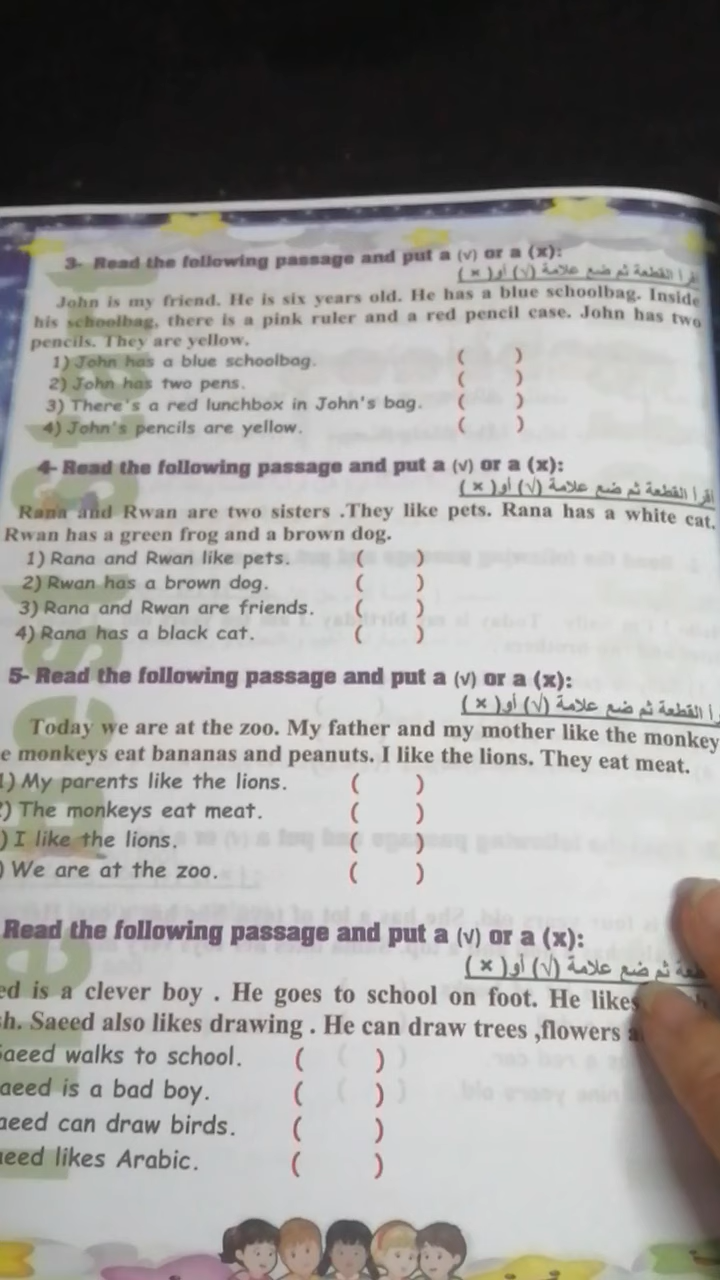 3- Read the following passage and put a (√) or a (x):
اقرأ القطعة ثم ضع علامة (√) أو( × )
John is my friend. He is six years old. He has a blue schoolbag. Inside
his schoolbag, there is a pink ruler and a red pencil case. John has two
pencils. They are yellow.
1) John has a blue schoolbag. ( )
2) John has two pens. ( )
3) There's a red lunchbox in John's bag. ( )
4) John's pencils are yellow. ( )
4- Read the following passage and put a (√) or a (x):
اقرأ القطعة ثم ضع علامة (√) أو( × )
Rana and Rwan are two sisters .They like pets. Rana has a white cat.
Rwan has a green frog and a brown dog.
1) Rana and Rwan like pets. ( )
2) Rwan has a brown dog. ( )
3) Rana and Rwan are friends. ( )
4) Rana has a black cat. ( )
5- Read the following passage and put a (√) or a (x):
أ القطعة ثم ضع علامة (√) أو( × )
Today we are at the zoo. My father and my mother like the monkey
e monkeys eat bananas and peanuts. I like the lions. They eat meat.
1) My parents like the lions. ( )
) The monkeys eat meat. ( )
) I like the lions. ( )
) We are at the zoo. ( )
Read the following passage and put a (√) or a (x):
ثم ضع علامة (√) أو( × )
ed is a clever boy . He goes to school on foot. He likes
h. Saeed also likes drawing . He can draw trees ,flowers a
Saeed walks to school. ( )
aeed is a bad boy. ( )
aeed can draw birds. ( )
aeed likes Arabic. ( )